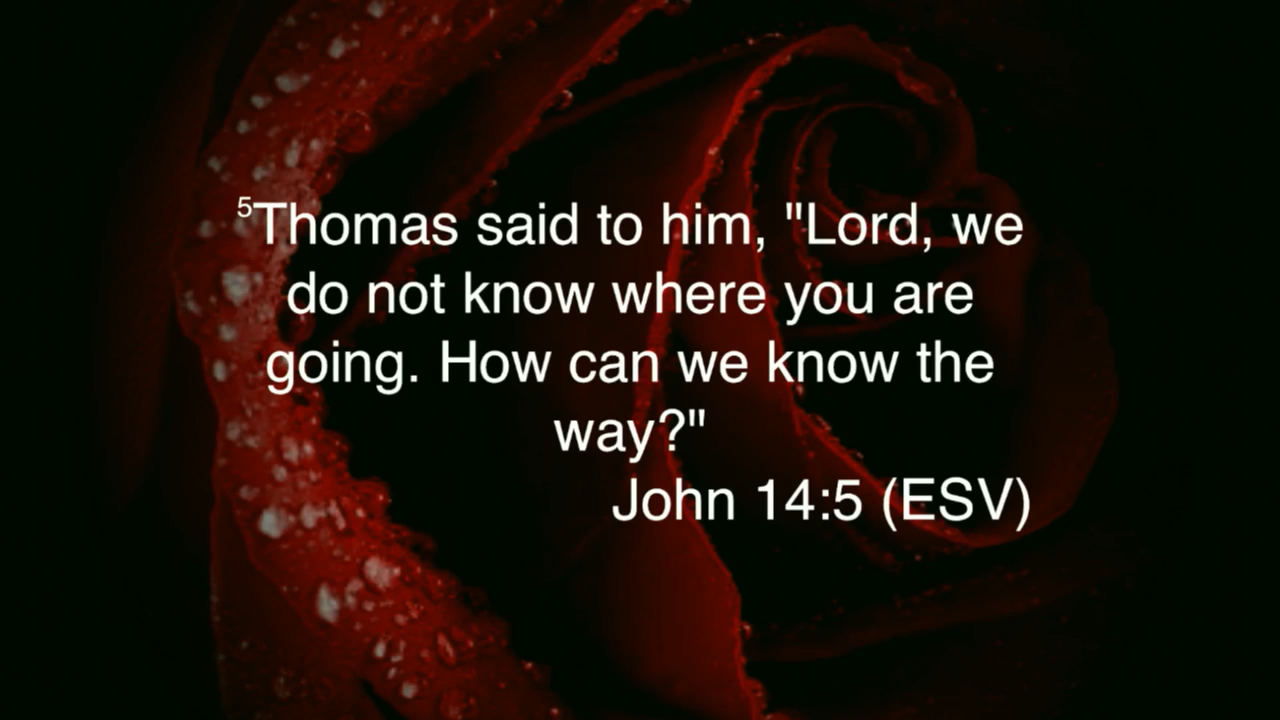 5Thomas said to him, "Lord, we
do not know where you are
going. How can we know the
way?"
John 14:5 (ESV)